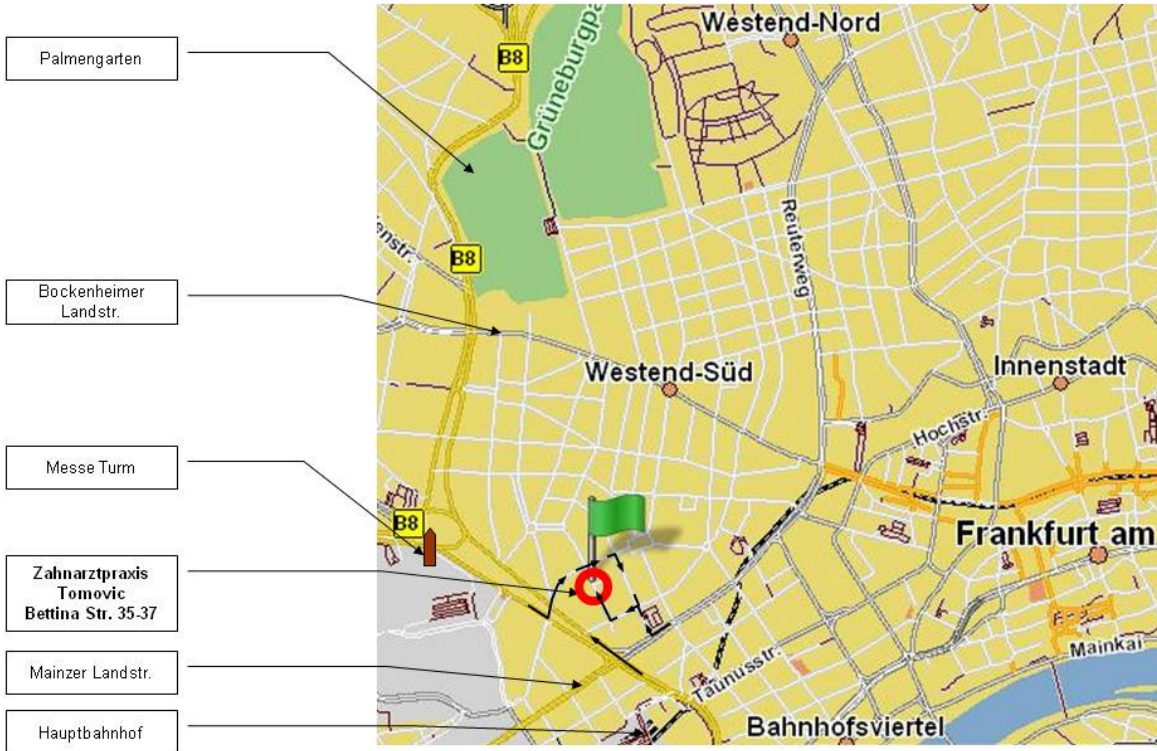 Palmengarten
Bockenheimer
Landstr.
Messe Turm
Zahnarztpraxis
Tomovic
Bettina Str. 35-37
Mainzer Landstr.
Hauptbahnhof
Westend-Nord
B8
Grüneburgpa
Reuterweg
enstr.
B8
Westend-Süd
Innenstadt
Hochstr.
B8
Frankfurt am
Mainkai
Taunusstr.
Bahnhofsviertel